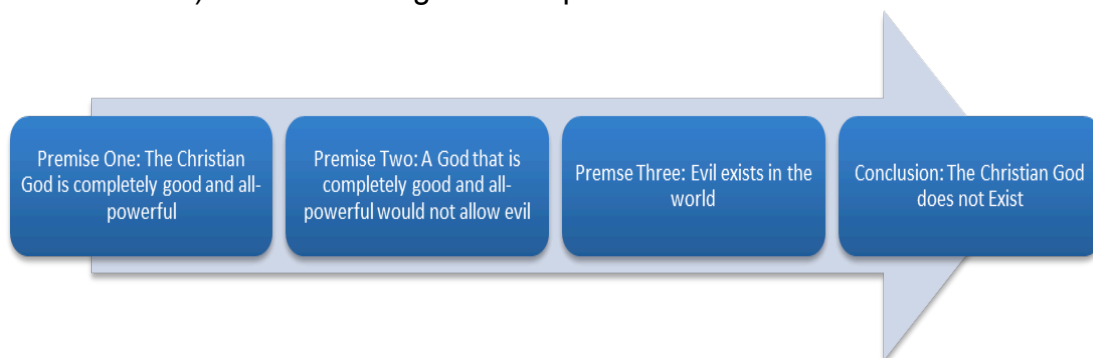 Premise One: The Christian
God is completely good and all-
powerful
Premise Two: A God that is
completely good and all-
powerful would not allow evil
Premse Three: Evil exists in the
world
Conclusion: The Christian God
does not Exist